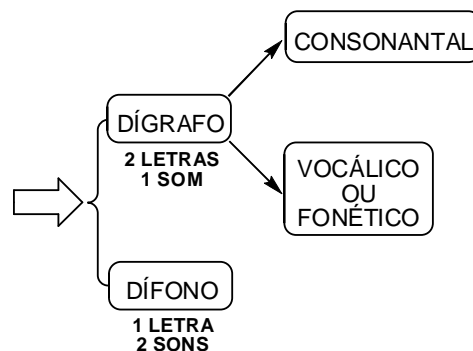 CONSONANTAL
DÍGRAFO
2 LETRAS
1 SOM
VOCÁLICO
OU
FONÉTICO
DÍFONO
1 LETRA
2 SONS